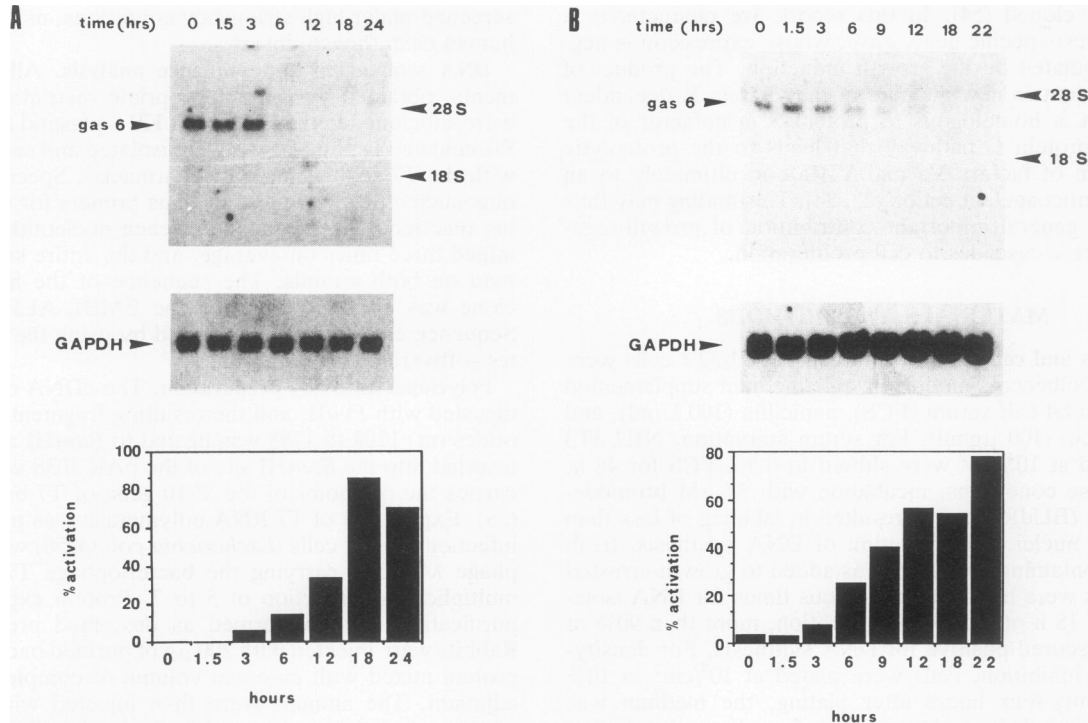 A
time (hrs) 0 1.5 3 6 12 18 24
gas 6
28 S
18 S
GAPDH
% activation
100
80
60
40
20
0
0 1.5 3 6 12 18 24
hours
B
time (hrs) 0 1.5 3 6 9 12 18 22
gas 6
28 S
18 S
GAPDH
% activation
80
60
40
20
0
0 1.5 3 6 9 12 18 22
hours